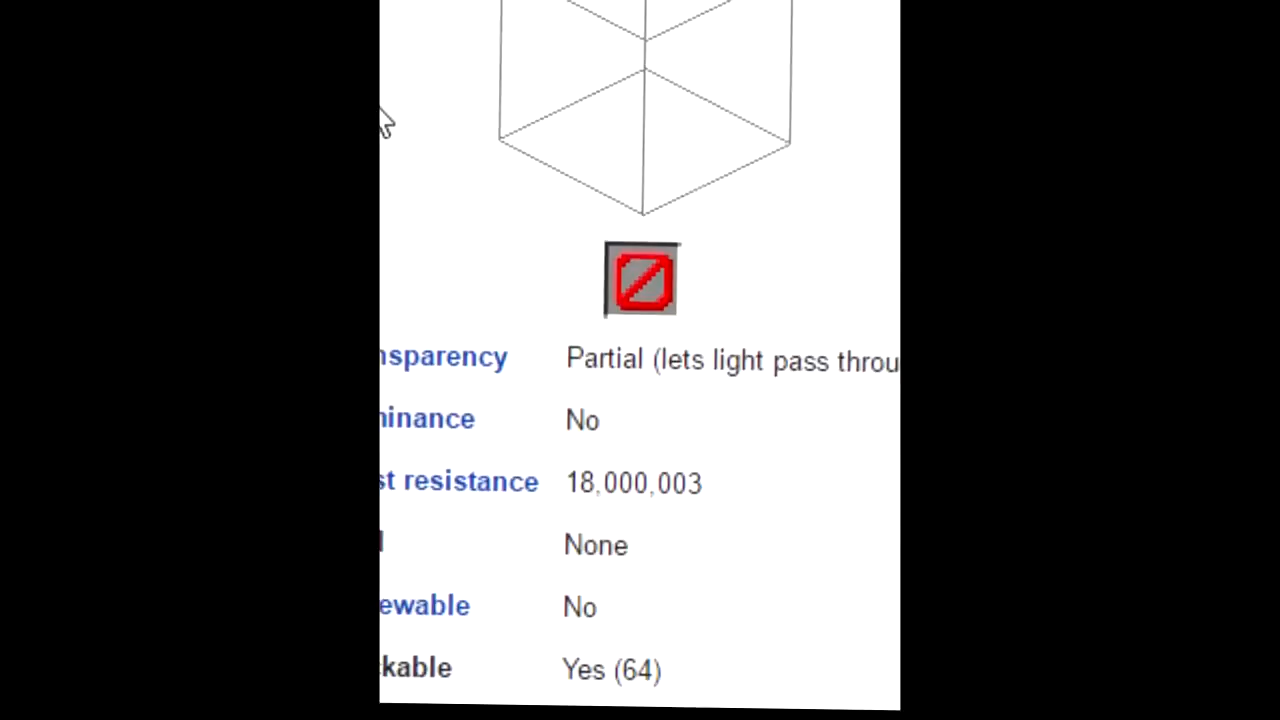 nsparency Partial (lets light pass throu
ninance No
st resistance 18,000,003
None
ewable No
kable Yes (64)